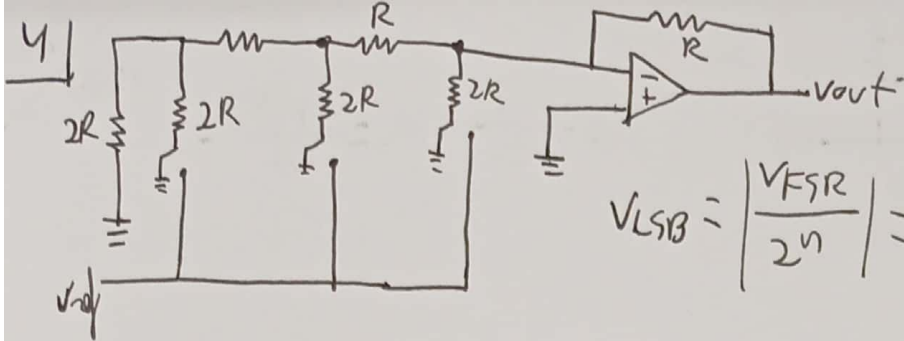 4
R
R
2R
2R
2R
2R
Vout
Vref
VLSB = | VFSR / 2^n | =